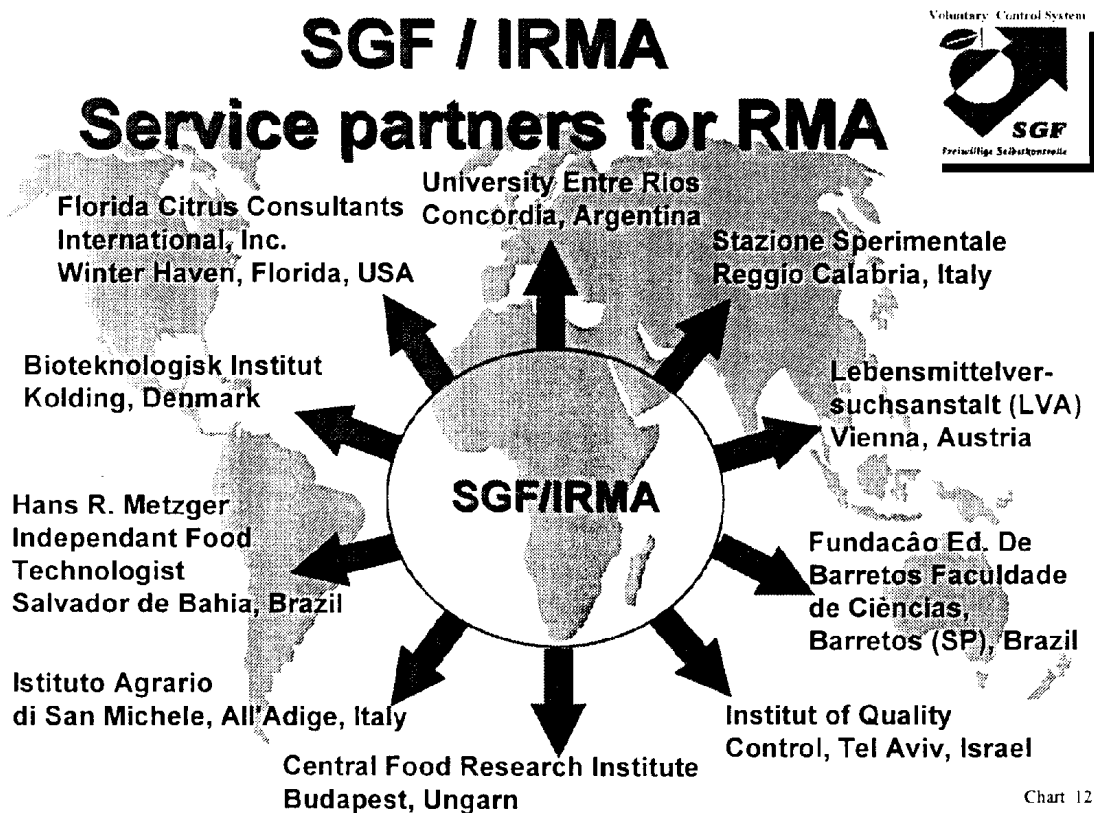 SGF / IRMA
Service partners for RMA
Voluntary Control System
SGF
Freiwillige Selbstkontrolle
University Entre Rios
Concordia, Argentina
Florida Citrus Consultants
International, Inc.
Winter Haven, Florida, USA
Stazione Sperimentale
Reggio Calabria, Italy
Bioteknologisk Institut
Kolding, Denmark
Lebensmittelver-
suchsanstalt (LVA)
Vienna, Austria
SGF/IRMA
Hans R. Metzger
Independant Food
Technologist
Salvador de Bahia, Brazil
Fundacâo Ed. De
Barretos Faculdade
de Ciências,
Barretos (SP), Brazil
Istituto Agrario
di San Michele, All'Adige, Italy
Institut of Quality
Control, Tel Aviv, Israel
Central Food Research Institute
Budapest, Ungarn
Chart 12